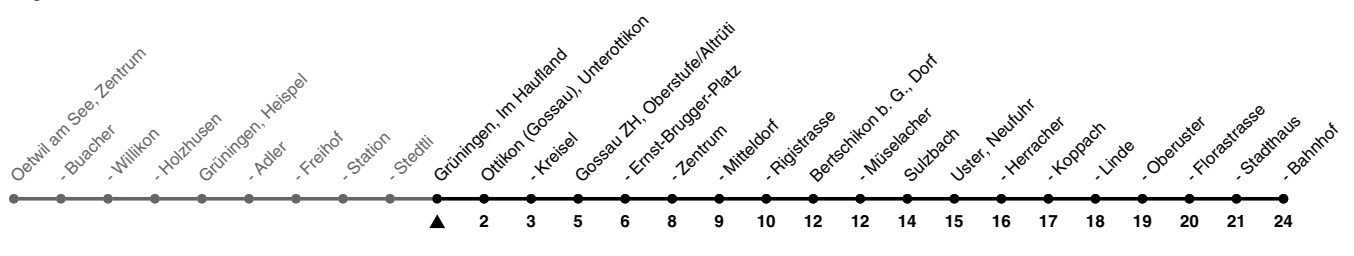 Oetwil am See, Zentrum
- Buacher
- Willikon
- Holzhusen
Grüningen, Heispel
- Adler
- Freihof
- Station
- Stedtli
Grüningen, Im Haufland
Ottikon (Gossau), Unterottikon
- Kreisel
Gossau ZH, Oberstufe/Altrüti
- Ernst-Brugger-Platz
- Zentrum
- Mitteldorf
- Rigistrasse
Bertschikon b. G., Dorf
- Müselacher
Sulzbach
Uster, Neufuhr
- Herracher
- Koppach
- Linde
- Oberuster
- Florastrasse
- Stadthaus
- Bahnhof
2 3 5 6 8 9 10 12 12 14 15 16 17 18 19 20 21 24